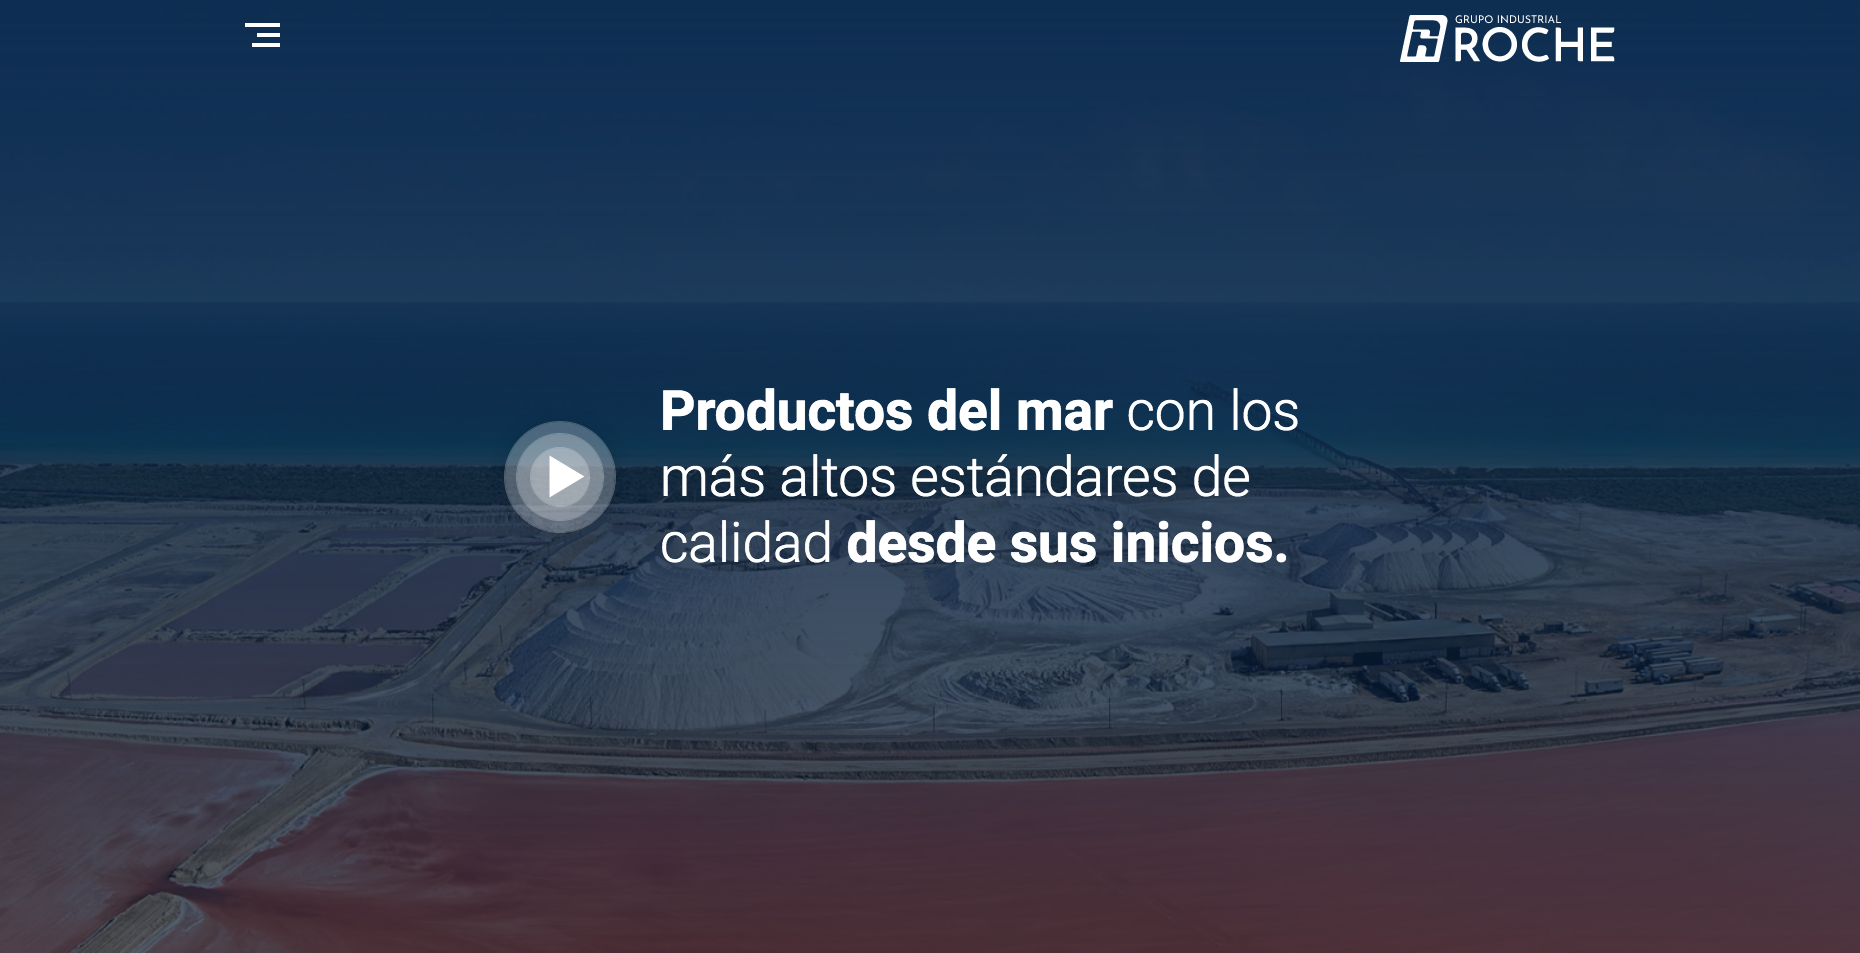 GRUPO INDUSTRIAL
ROCHE
Productos del mar con los
más altos estándares de
calidad desde sus inicios.